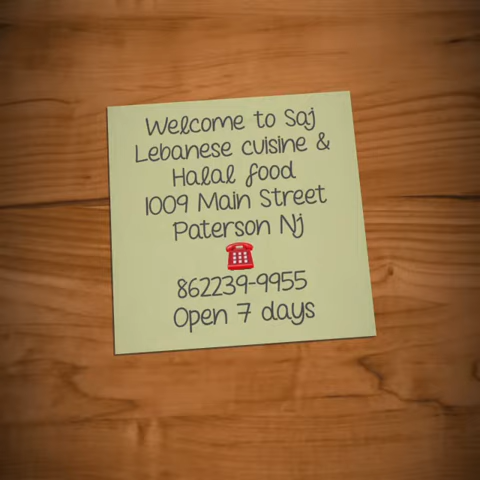 Welcome to Saj
Lebanese cuisine &
Halal food
1009 Main Street
Paterson Nj
☎️
862239-9955
Open 7 days